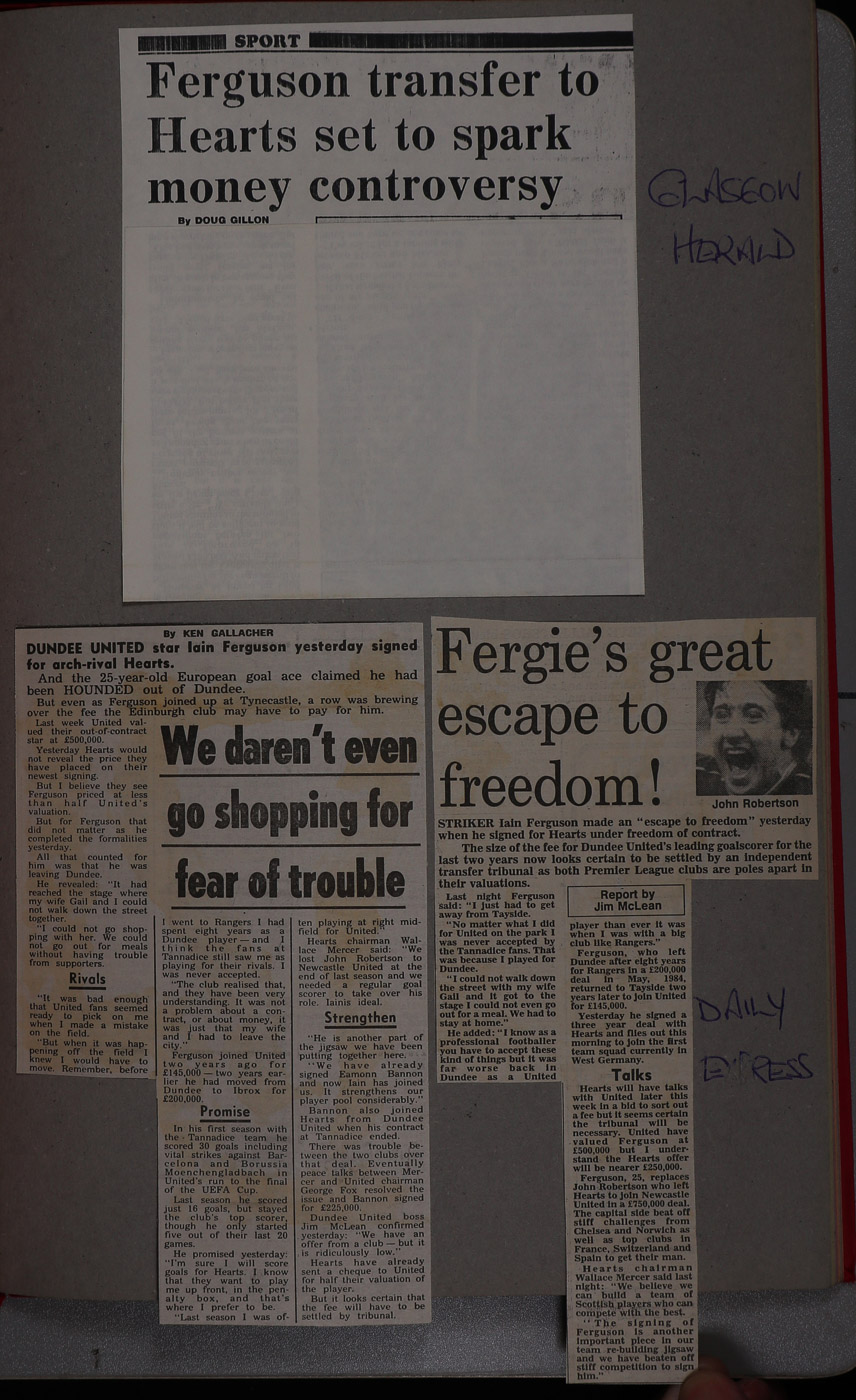 SPORT
Ferguson transfer to
Hearts set to spark
money controversy
By DOUG GILLON
GLASGOW
HERALD
By KEN GALLACHER
DUNDEE UNITED star Iain Ferguson yesterday signed
for arch-rival Hearts.
And the 25-year-old European goal ace claimed he had
been HOUNDED out of Dundee.
But even as Ferguson joined up at Tynecastle, a row was brewing
over the fee the Edinburgh club may have to pay for him.
Last week United val-
ued their out-of-contract
star at £500,000.
Yesterday Hearts would
not reveal the price they
have placed on their
newest signing.
But I believe they see
Ferguson priced at less
than half United's
valuation.
But for Ferguson that
did not matter as he
completed the formalities
yesterday.
All that counted for
him was that he was
leaving Dundee.
He revealed: "It had
reached the stage where
my wife Gail and I could
not walk down the street
together.
"I could not go shop-
ping with her. We could
not go out for meals
without having trouble
from supporters.
Rivals
"It was bad enough
that United fans seemed
ready to pick on me
when I made a mistake
on the field.
"But when it was hap-
pening off the field I
knew I would have to
move. Remember, before
We daren't even
go shopping for
fear of trouble
I went to Rangers I had
spent eight years as a
Dundee player — and I
think the fans at
Tannadice still saw me as
playing for their rivals. I
was never accepted.
"The club realised that,
and they have been very
understanding. It was not
a problem about a con-
tract, or about money, it
was just that my wife
and I had to leave the
city."
Ferguson joined United
two years ago for
£145,000 — two years ear-
lier he had moved from
Dundee to Ibrox for
£200,000.
Promise
In his first season with
the Tannadice team he
scored 30 goals including
vital strikes against Bar-
celona and Borussia
Moenchengladbach in
United's run to the final
of the UEFA Cup.
Last season he scored
just 16 goals, but stayed
the club's top scorer,
though he only started
five out of their last 20
games.
He promised yesterday:
"I'm sure I will score
goals for Hearts. I know
that they want to play
me up front, in the pen-
alty box, and that's
where I prefer to be.
"Last season I was of-
ten playing at right mid-
field for United."
Hearts chairman Wal-
lace Mercer said: "We
lost John Robertson to
Newcastle United at the
end of last season and we
needed a regular goal
scorer to take over his
role. Iainis ideal.
Strengthen
"He is another part of
the jigsaw we have been
putting together here.
"We have already
signed Eamonn Bannon
and now Iain has joined
us. It strengthens our
player pool considerably."
Bannon also joined
Hearts from Dundee
United when his contract
at Tannadice ended.
There was trouble be-
tween the two clubs over
that deal. Eventually
peace talks between Mer-
cer and United chairman
George Fox resolved the
issue and Bannon signed
for £225,000.
Dundee United boss
Jim McLean confirmed
yesterday: "We have an
offer from a club — but it
is ridiculously low."
Hearts have already
sent a cheque to United
for half their valuation of
the player.
But it looks certain that
the fee will have to be
settled by tribunal.
Fergie's great
escape to
freedom!
John Robertson
STRIKER Iain Ferguson made an "escape to freedom" yesterday
when he signed for Hearts under freedom of contract.
The size of the fee for Dundee United's leading goalscorer for the
last two years now looks certain to be settled by an independent
transfer tribunal as both Premier League clubs are poles apart in
their valuations.
Last night Ferguson
said: "I just had to get
away from Tayside.
"No matter what I did
for United on the park I
was never accepted by
the Tannadice fans. That
was because I played for
Dundee.
"I could not walk down
the street with my wife
Gail and it got to the
stage I could not even go
out for a meal. We had to
stay at home."
He added: "I know as a
professional footballer
you have to accept these
kind of things but it was
far worse back in
Dundee as a United
Report by
Jim McLean
player than ever it was
when I was with a big
club like Rangers."
Ferguson, who left
Dundee after eight years
for Rangers in a £200,000
deal in May, 1984,
returned to Tayside two
years later to join United
for £145,000.
Yesterday he signed a
three year deal with
Hearts and flies out this
morning to join the first
team squad currently in
West Germany.
Talks
Hearts will have talks
with United later this
week in a bid to sort out
a fee but it seems certain
the tribunal will be
necessary. United have
valued Ferguson at
£500,000 but I under-
stand the Hearts offer
will be nearer £250,000.
Ferguson, 25, replaces
John Robertson who left
Hearts to join Newcastle
United in a £750,000 deal.
The capital side beat off
stiff challenges from
Chelsea and Norwich as
well as top clubs in
France, Switzerland and
Spain to get their man.
Hearts chairman
Wallace Mercer said last
night: "We believe we
can build a team of
Scottish players who can
compete with the best.
"The signing of
Ferguson is another
important piece in our
team re-building jigsaw
and we have beaten off
stiff competition to sign
him."
DAILY
EXPRESS